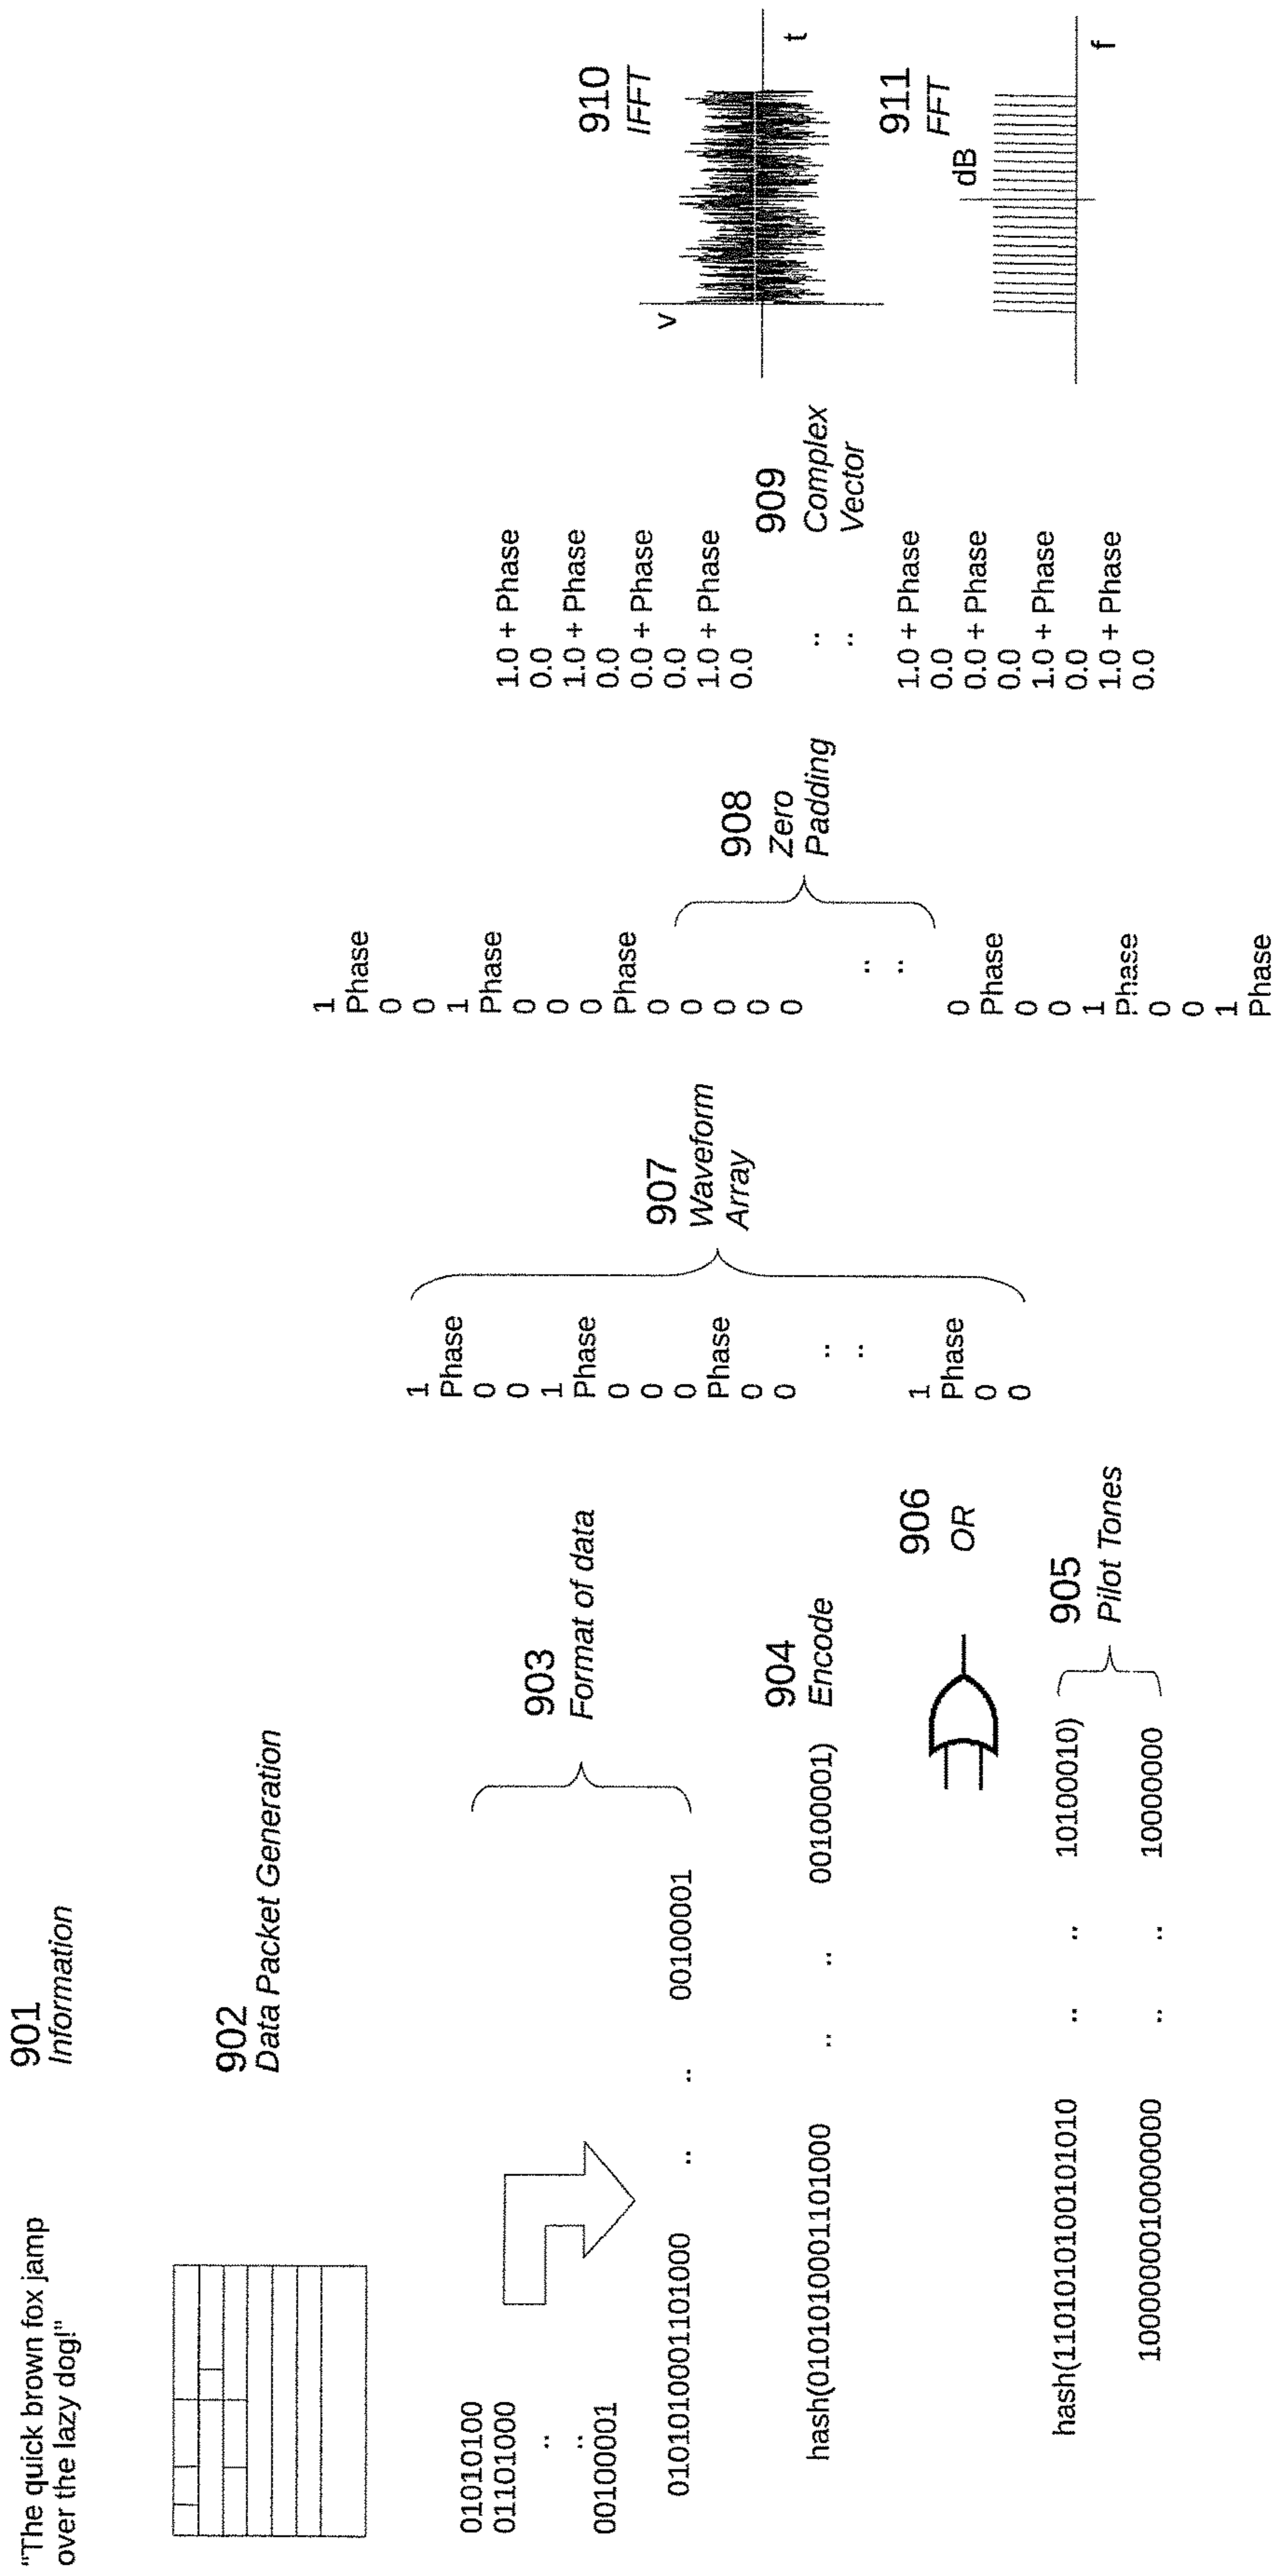 "The quick brown fox jamp
over the lazy dog!"
901
Information
902
Data Packet Generation
01010100
01101000
..
..
00100001
903
Format of data
0101010001101000 .. .. 00100001
904
Encode
hash(0101010001101000 .. .. 00100001)
906
OR
905
Pilot Tones
hash(1101010100101010 .. .. 10100010)
1000000010000000 .. .. 10000000
1
Phase
0
0
1
Phase
0
0
0
Phase
0
0
..
..
1
Phase
0
0
907
Waveform
Array
1
Phase
0
0
1
Phase
0
0
0
Phase
0
0
0
0
0
..
..
0
Phase
0
0
1
Phase
0
0
1
Phase
908
Zero
Padding
1.0 + Phase
0.0
1.0 + Phase
0.0
0.0 + Phase
0.0
1.0 + Phase
0.0
..
..
1.0 + Phase
0.0
0.0 + Phase
0.0
1.0 + Phase
0.0
1.0 + Phase
0.0
909
Complex
Vector
910
IFFT
v
t
911
FFT
dB
f